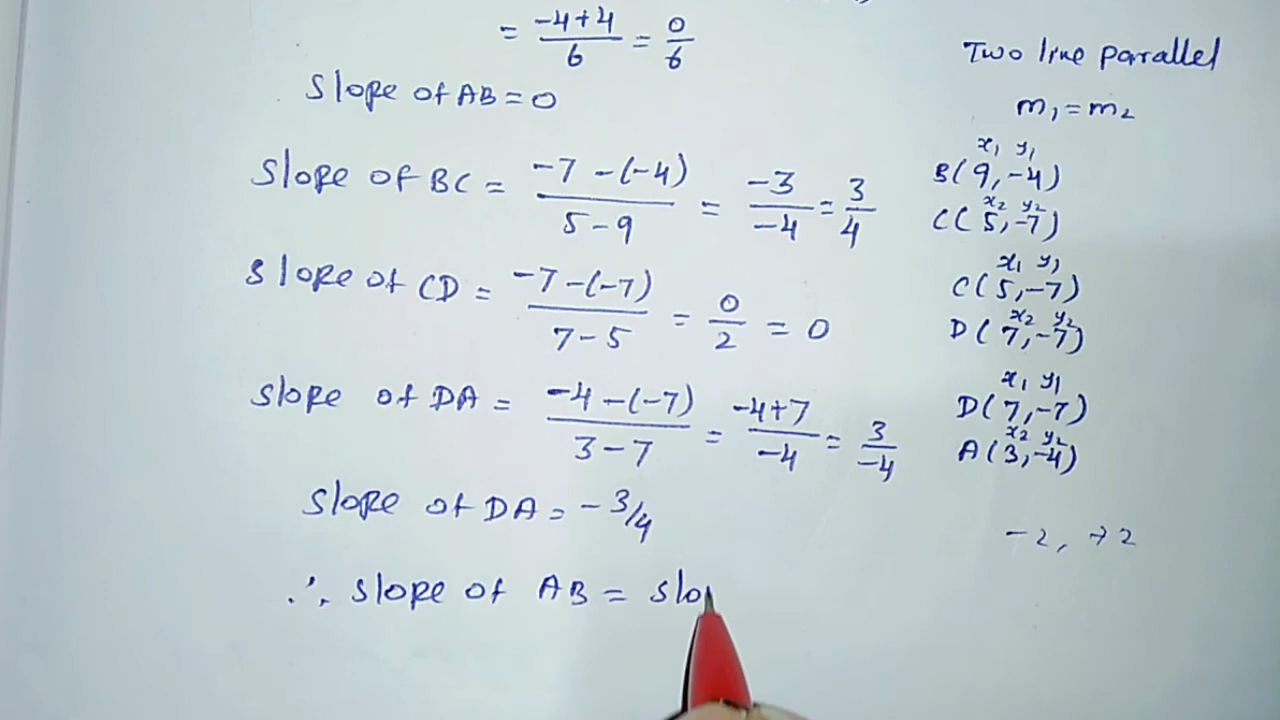 = -4+4/6 = 0/6
Slope of AB = 0
Slope of BC = -7-(-4)/5-9 = -3/-4 = 3/4
Slope of CD = -7-(-7)/7-5 = 0/2 = 0
Slope of DA = -4-(-7)/3-7 = -4+7/-4 = 3/-4
Slope of DA = -3/4
∴ Slope of AB = slo
Two line parallel
m₁ = m₂
x₁ y₁
B(9,-4)
x₂ y₂
C(5,-7)
x₁ y₁
C(5,-7)
x₂ y₂
D(7,-7)
x₁ y₁
D(7,-7)
x₂ y₂
A(3,-4)
-2, +2